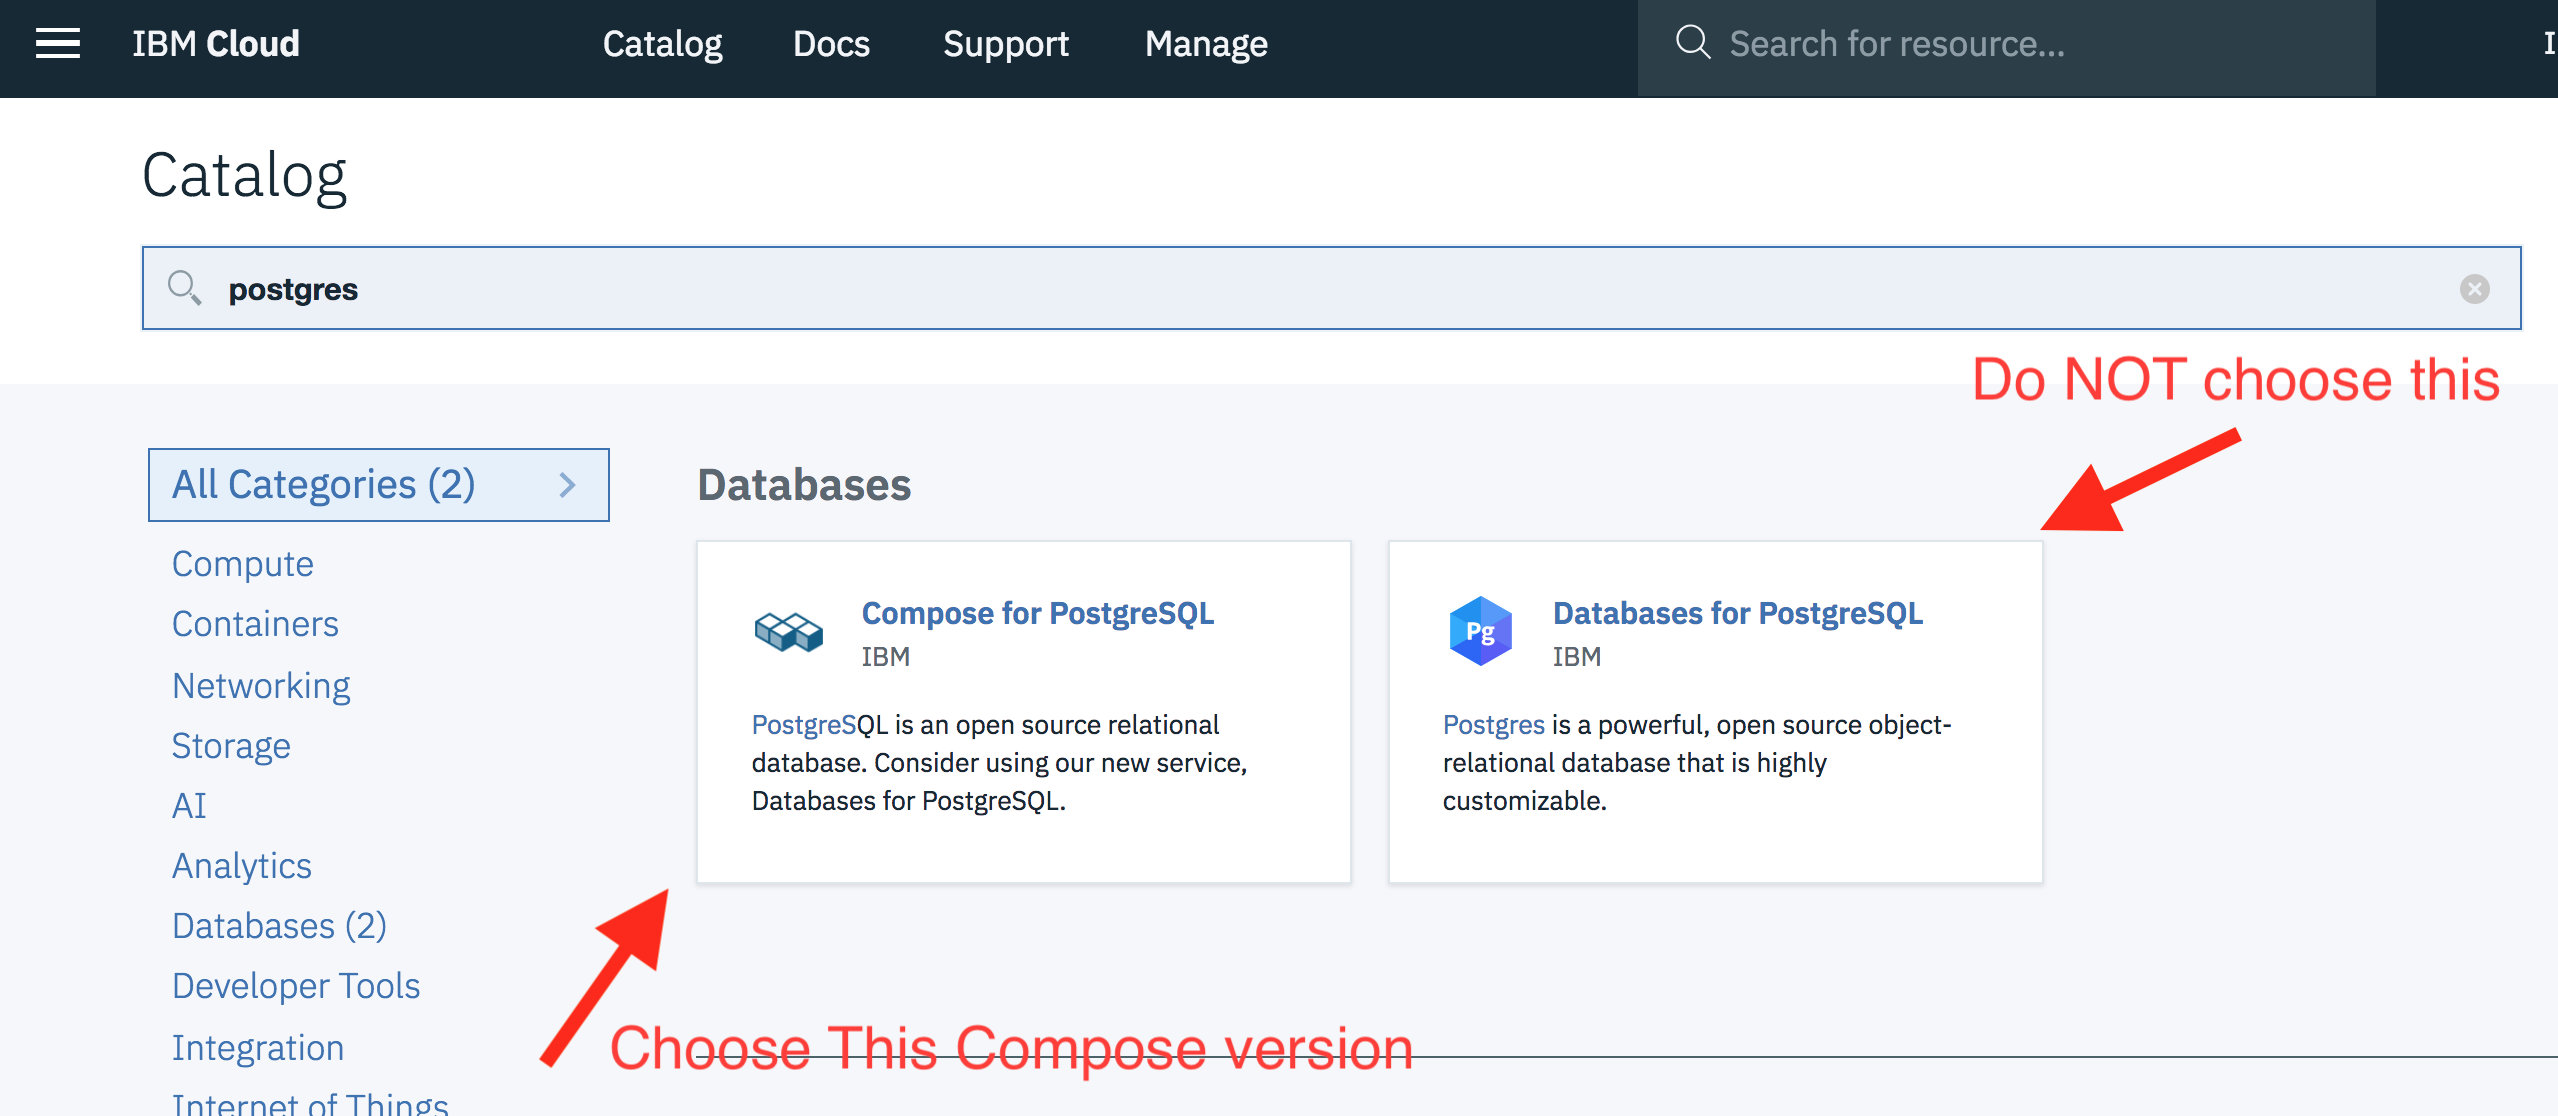 IBM Cloud
Catalog
Docs
Support
Manage
Search for resource...
I
Catalog
postgres
Do NOT choose this
All Categories (2)
Compute
Containers
Networking
Storage
AI
Analytics
Databases (2)
Developer Tools
Integration
Internet of Things
Databases
Compose for PostgreSQL
IBM
PostgreSQL is an open source relational
database. Consider using our new service,
Databases for PostgreSQL.
Pg
Databases for PostgreSQL
IBM
Postgres is a powerful, open source object-
relational database that is highly
customizable.
Choose This Compose version